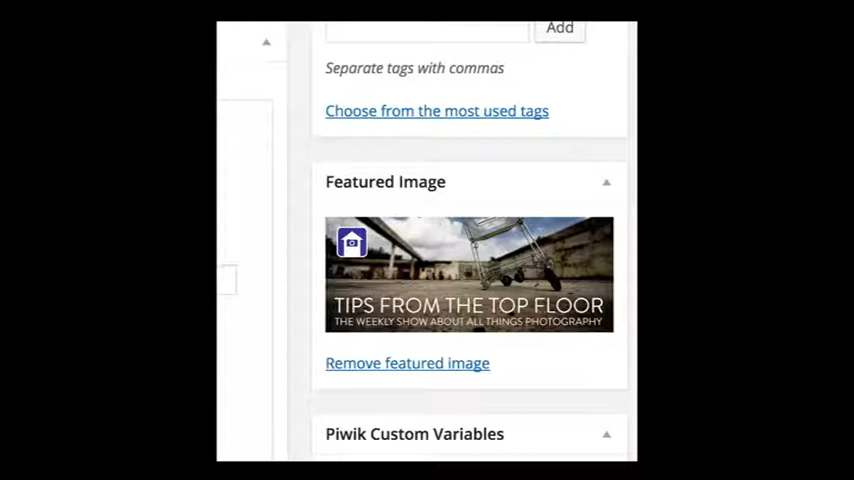 Add
Separate tags with commas
Choose from the most used tags
Featured Image
TIPS FROM THE TOP FLOOR
THE WEEKLY SHOW ABOUT ALL THINGS PHOTOGRAPHY
Remove featured image
Piwik Custom Variables